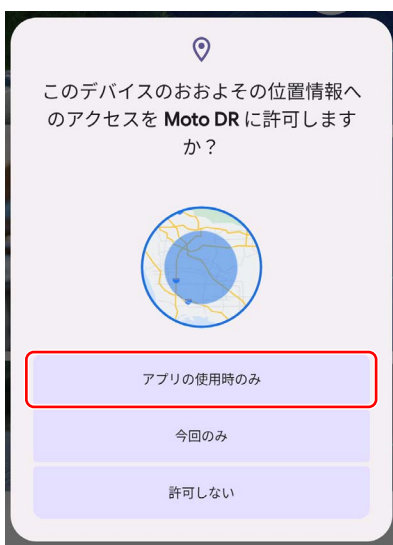 このデバイスのおおよその位置情報へ
のアクセスを Moto DR に許可します
か？
アプリの使用時のみ
今回のみ
許可しない